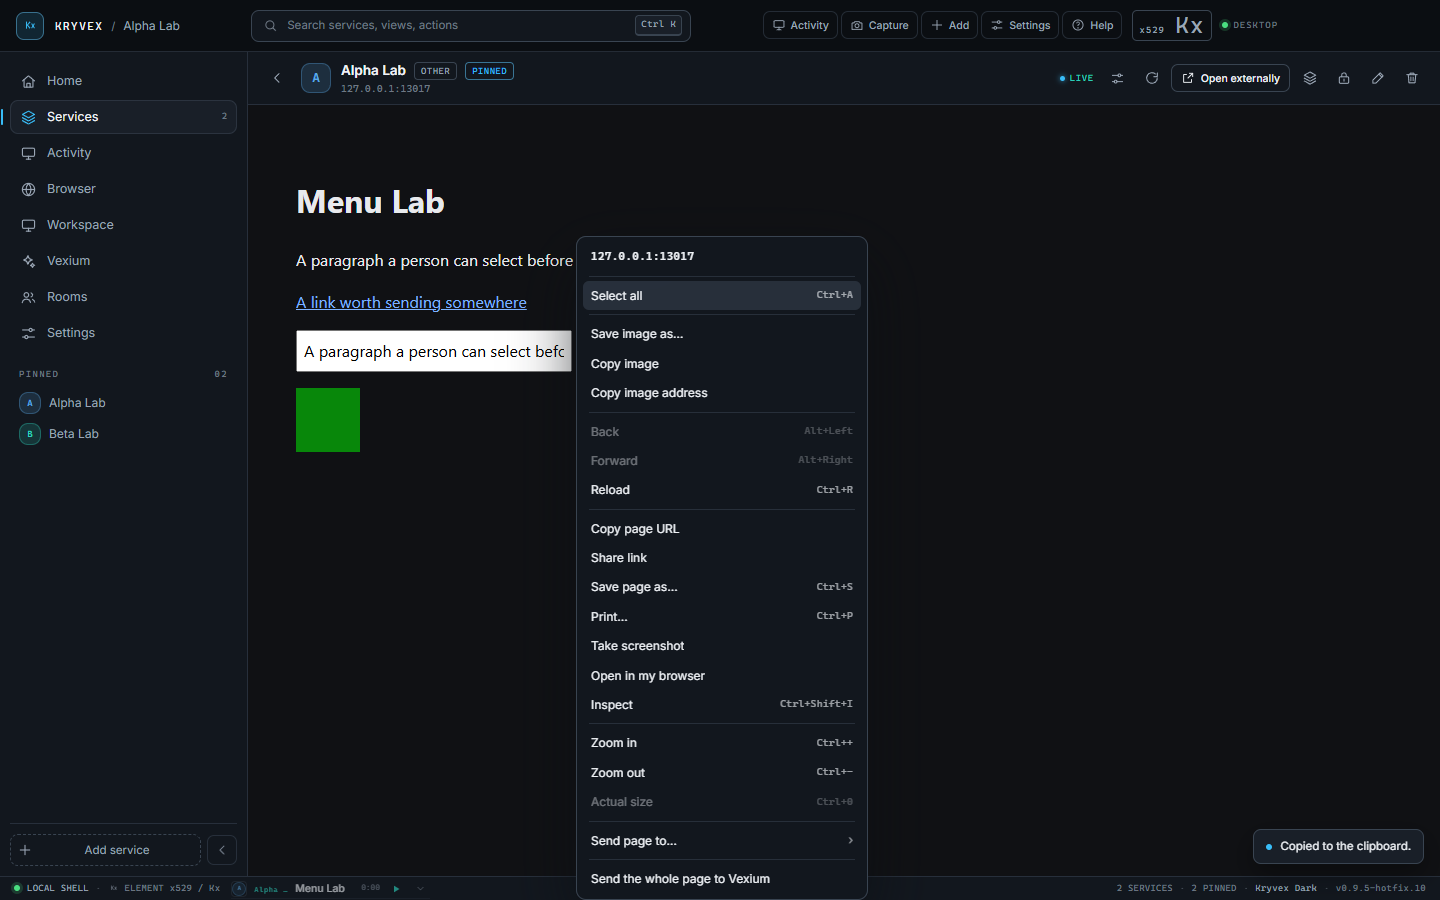 Kx KRYVEX / Alpha Lab
Search services, views, actions Ctrl K
Activity Capture Add Settings Help x529 Kx DESKTOP
Home
Services 2
Activity
Browser
Workspace
Vexium
Rooms
Settings
PINNED 02
A Alpha Lab
B Beta Lab
Add service
A Alpha Lab OTHER PINNED
127.0.0.1:13017
LIVE Open externally
Menu Lab
A paragraph a person can select before
A link worth sending somewhere
A paragraph a person can select befo
127.0.0.1:13017
Select all Ctrl+A
Save image as...
Copy image
Copy image address
Back Alt+Left
Forward Alt+Right
Reload Ctrl+R
Copy page URL
Share link
Save page as... Ctrl+S
Print... Ctrl+P
Take screenshot
Open in my browser
Inspect Ctrl+Shift+I
Zoom in Ctrl++
Zoom out Ctrl+−
Actual size Ctrl+0
Send page to...
Send the whole page to Vexium
Copied to the clipboard.
LOCAL SHELL · Kx ELEMENT x529 / Kx A Alpha … Menu Lab 0:00
2 SERVICES · 2 PINNED · Kryvex Dark · v0.9.5-hotfix.10